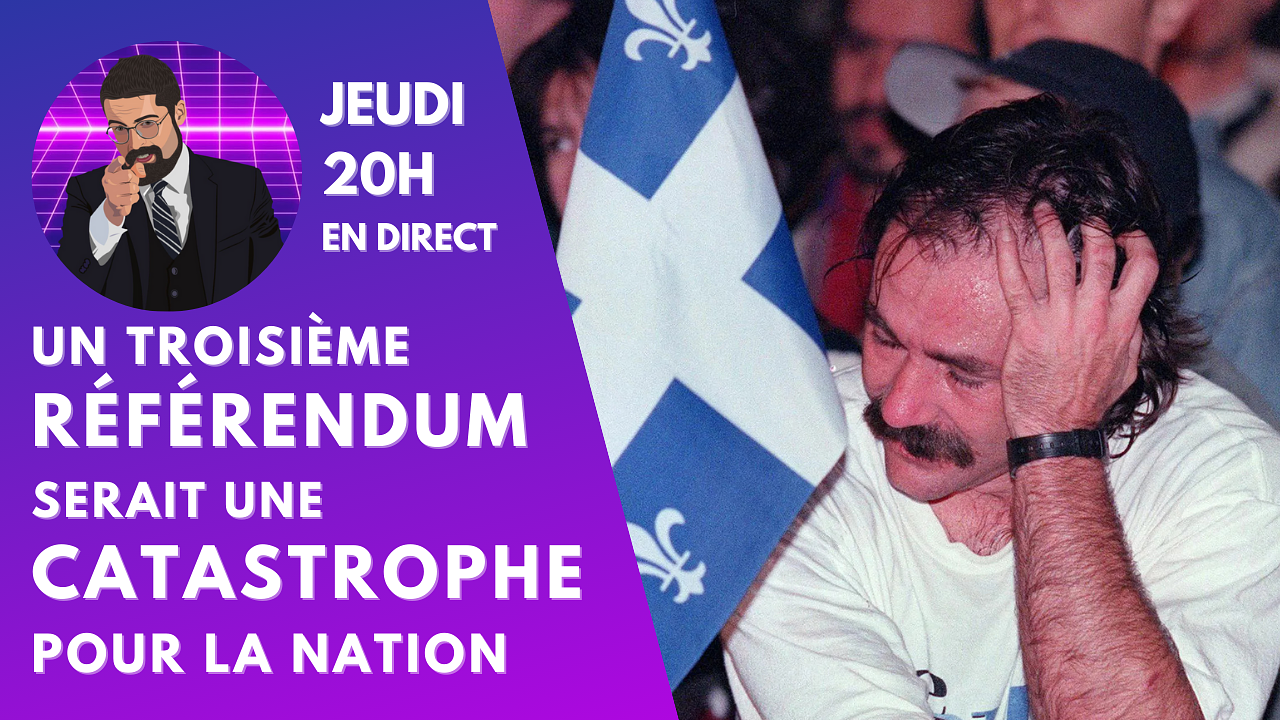 JEUDI
20H
EN DIRECT
UN TROISIÈME
RÉFÉRENDUM
SERAIT UNE
CATASTROPHE
POUR LA NATION